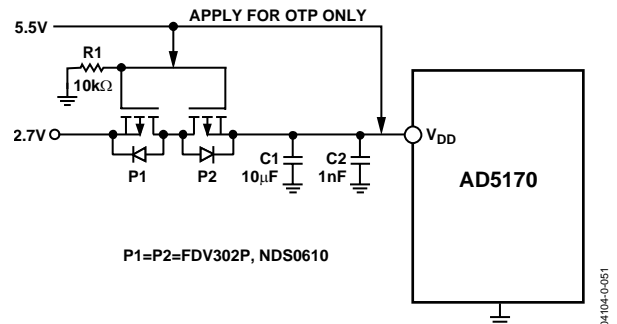 APPLY FOR OTP ONLY
5.5V
R1
10kΩ
2.7V
VDD
P1
P2
C1
10µF
C2
1nF
AD5170
P1=P2=FDV302P, NDS0610
04104-0-051